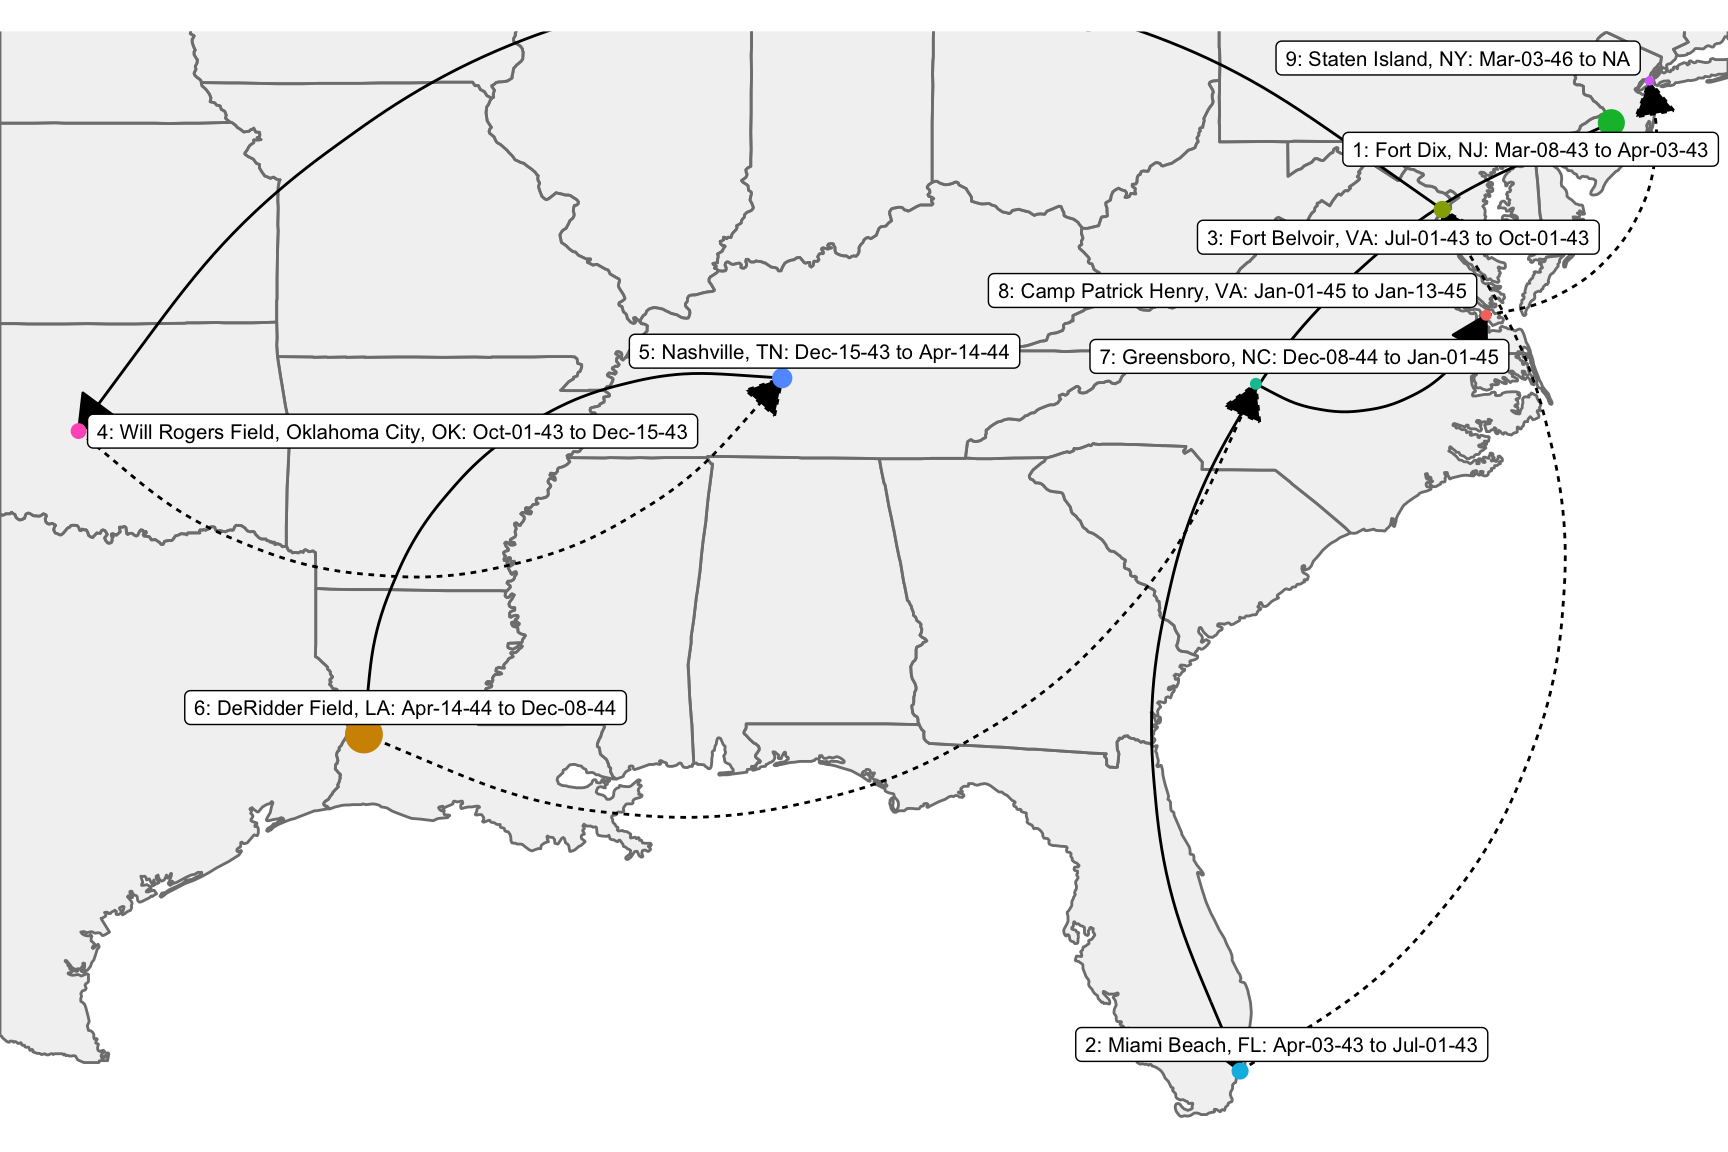 9: Staten Island, NY: Mar-03-46 to NA
1: Fort Dix, NJ: Mar-08-43 to Apr-03-43
3: Fort Belvoir, VA: Jul-01-43 to Oct-01-43
8: Camp Patrick Henry, VA: Jan-01-45 to Jan-13-45
5: Nashville, TN: Dec-15-43 to Apr-14-44
7: Greensboro, NC: Dec-08-44 to Jan-01-45
4: Will Rogers Field, Oklahoma City, OK: Oct-01-43 to Dec-15-43
6: DeRidder Field, LA: Apr-14-44 to Dec-08-44
2: Miami Beach, FL: Apr-03-43 to Jul-01-43